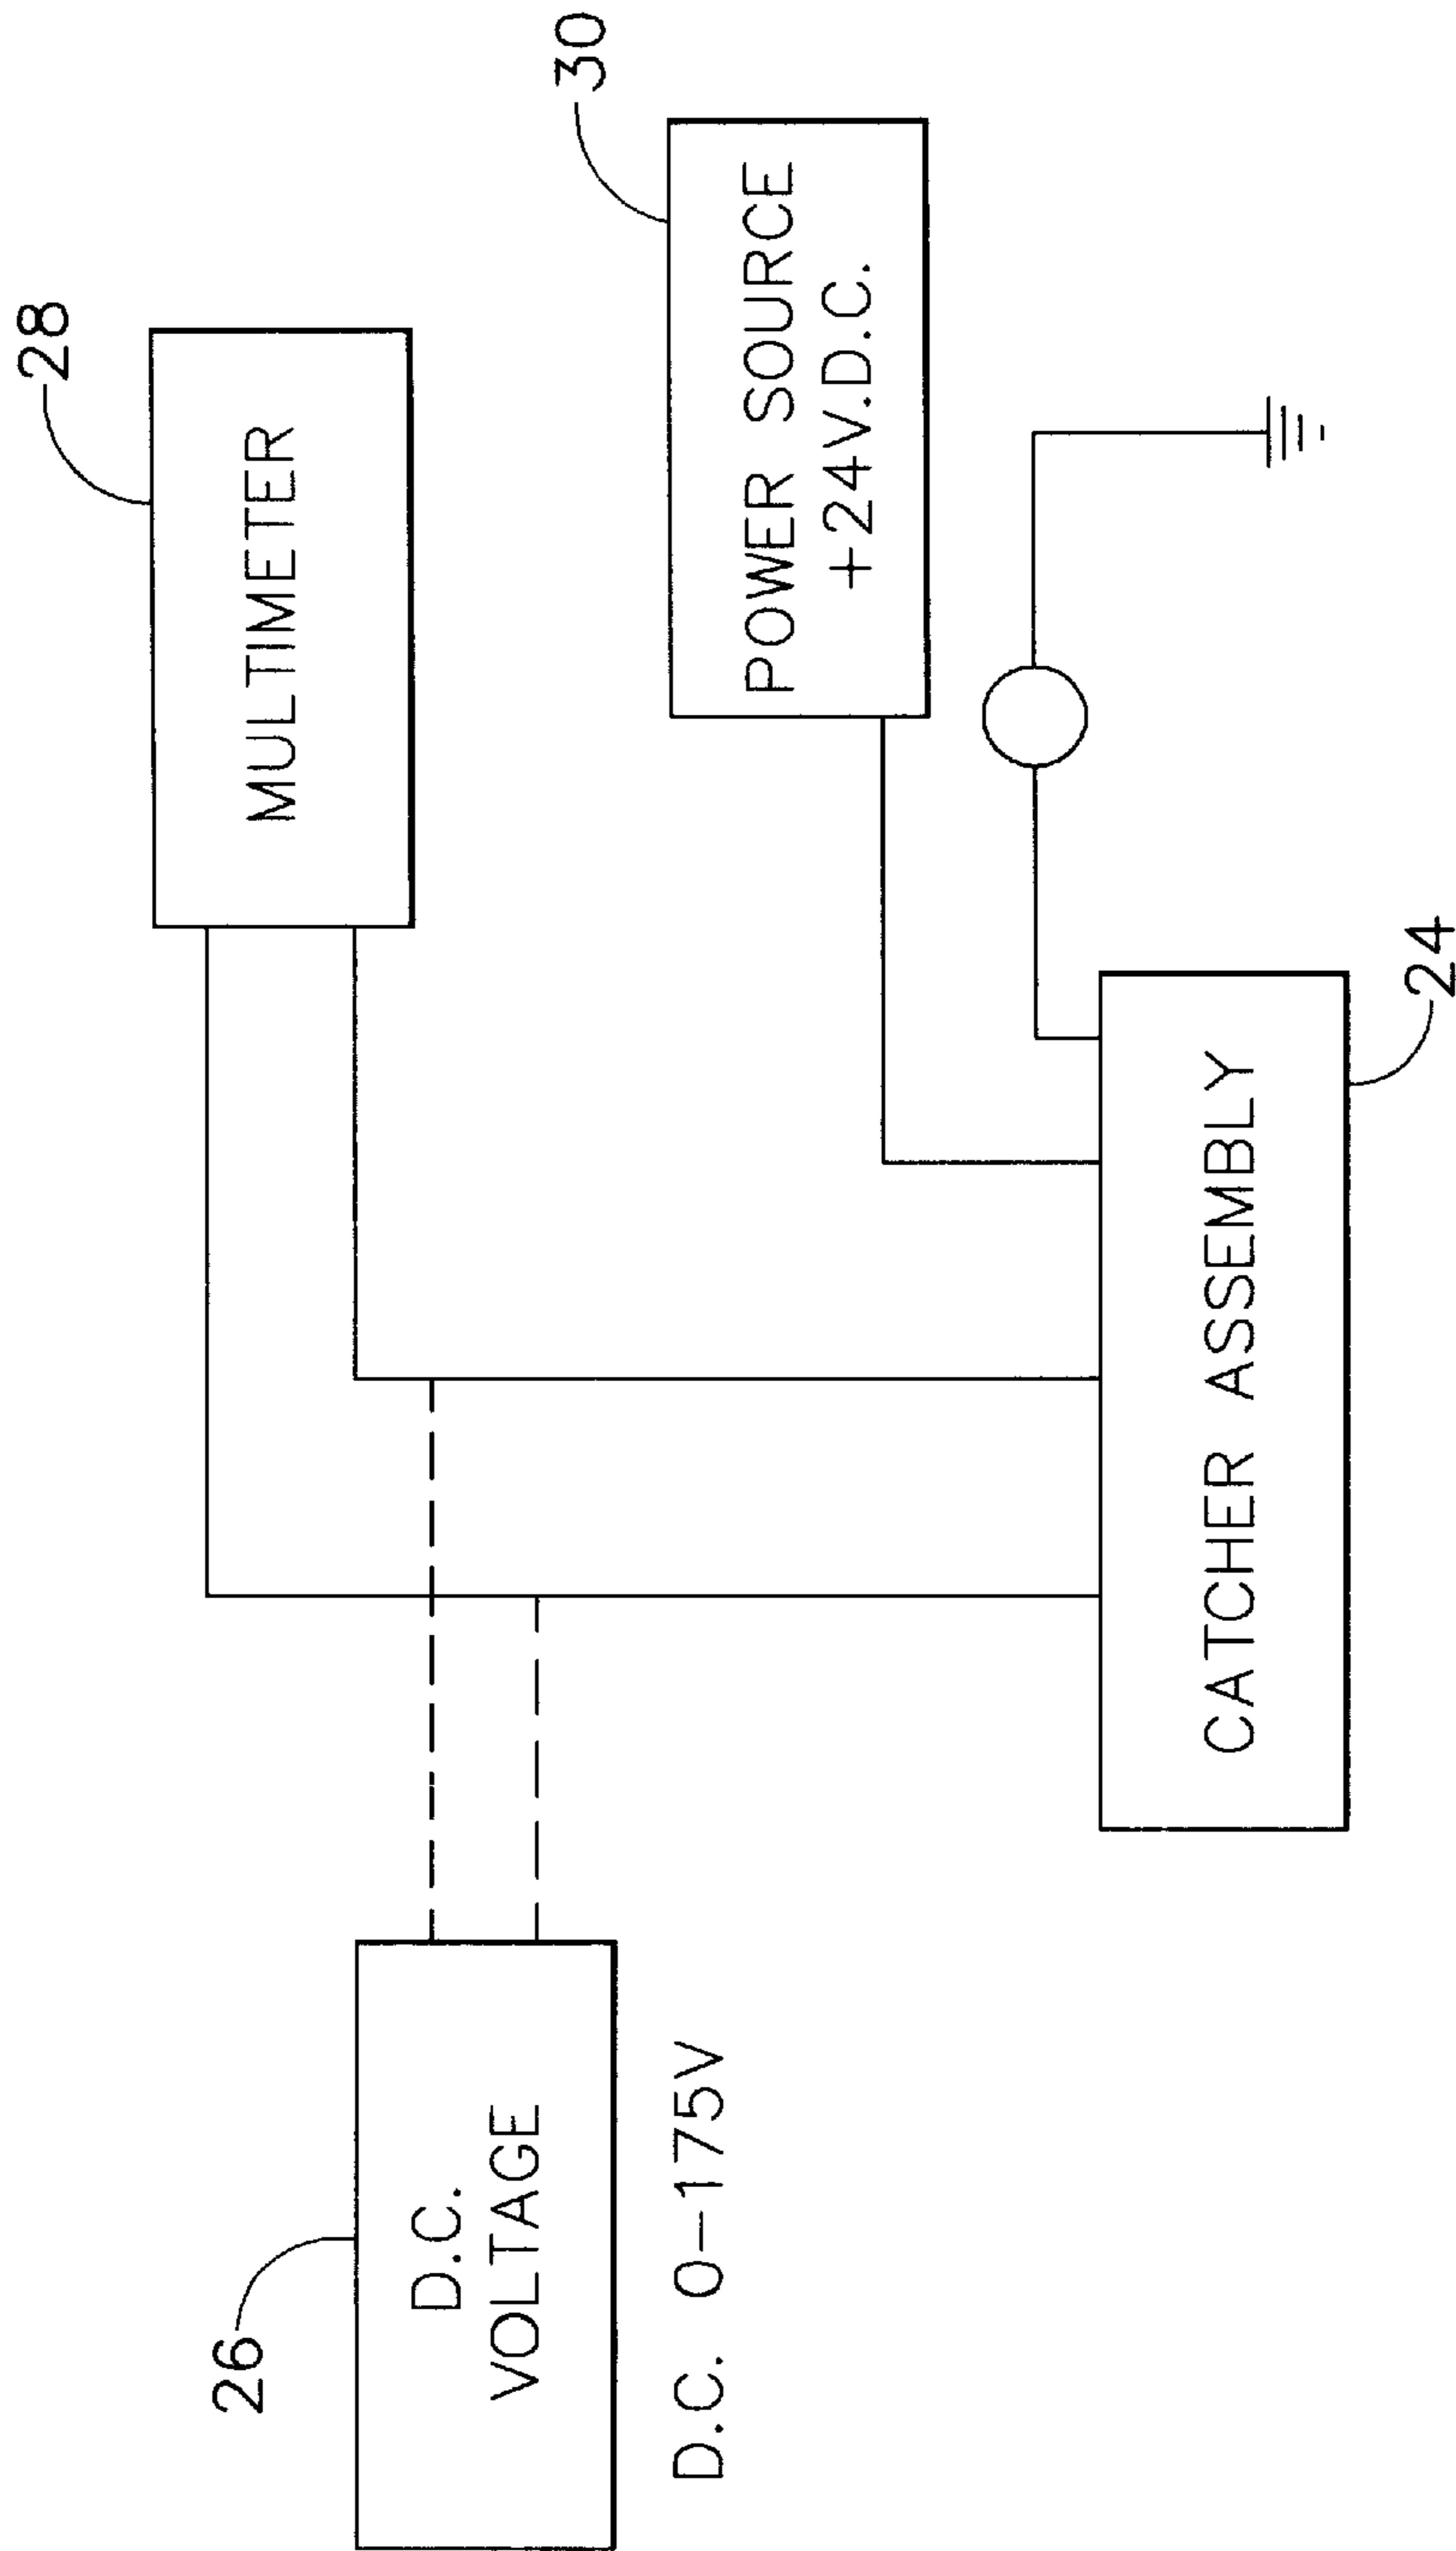 28
MULTIMETER
30
26
D.C.
VOLTAGE
POWER SOURCE
+24V.D.C.
D.C. 0-175V
CATCHER ASSEMBLY
24